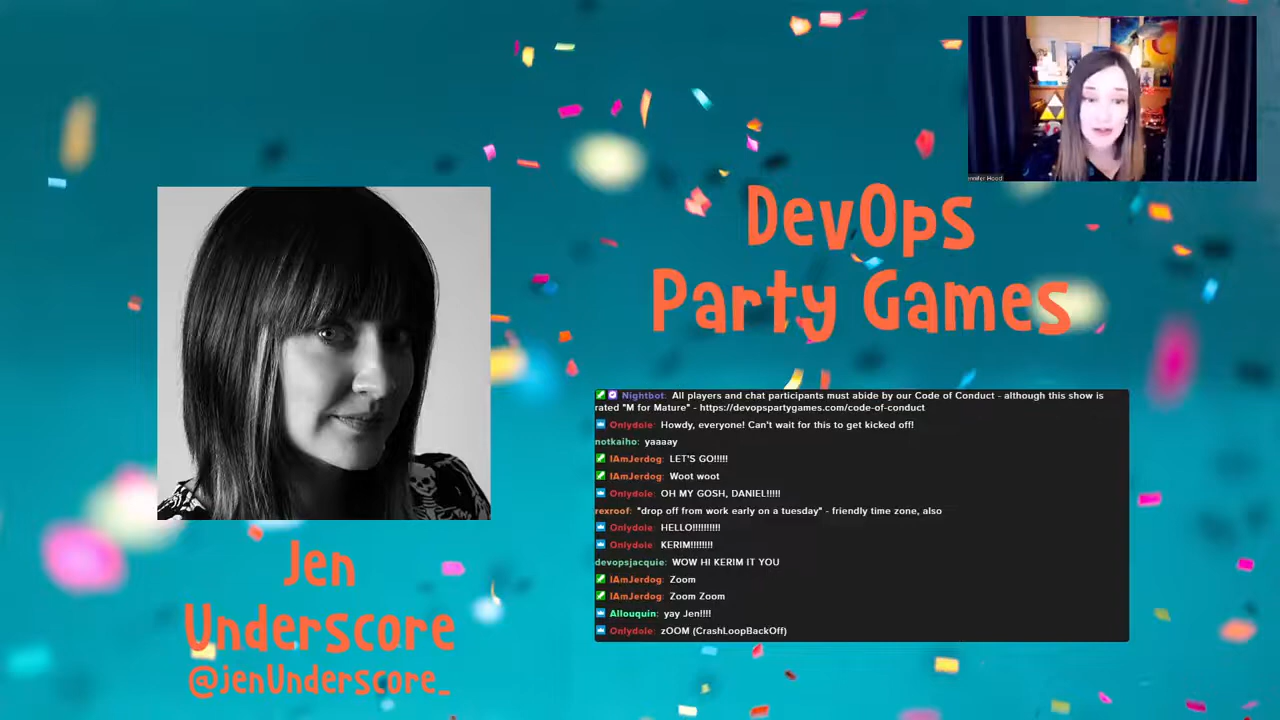 ennifer Hood
DevOps
Party Games
Nightbot: All players and chat participants must abide by our Code of Conduct - although this show is
rated "M for Mature" - https://devopspartygames.com/code-of-conduct
Onlydole: Howdy, everyone! Can't wait for this to get kicked off!
notkaiho: yaaaay
IAmJerdog: LET'S GO!!!!!
IAmJerdog: Woot woot
Onlydole: OH MY GOSH, DANIEL!!!!!
rexroof: "drop off from work early on a tuesday" - friendly time zone, also
Onlydole: HELLO!!!!!!!!!!
Onlydole: KERIM!!!!!!!!
devopsjacquie: WOW HI KERIM IT YOU
IAmJerdog: Zoom
IAmJerdog: Zoom Zoom
Allouquin: yay Jen!!!!
Onlydole: zOOM (CrashLoopBackOff)
Jen
Underscore
@jenUnderscore_